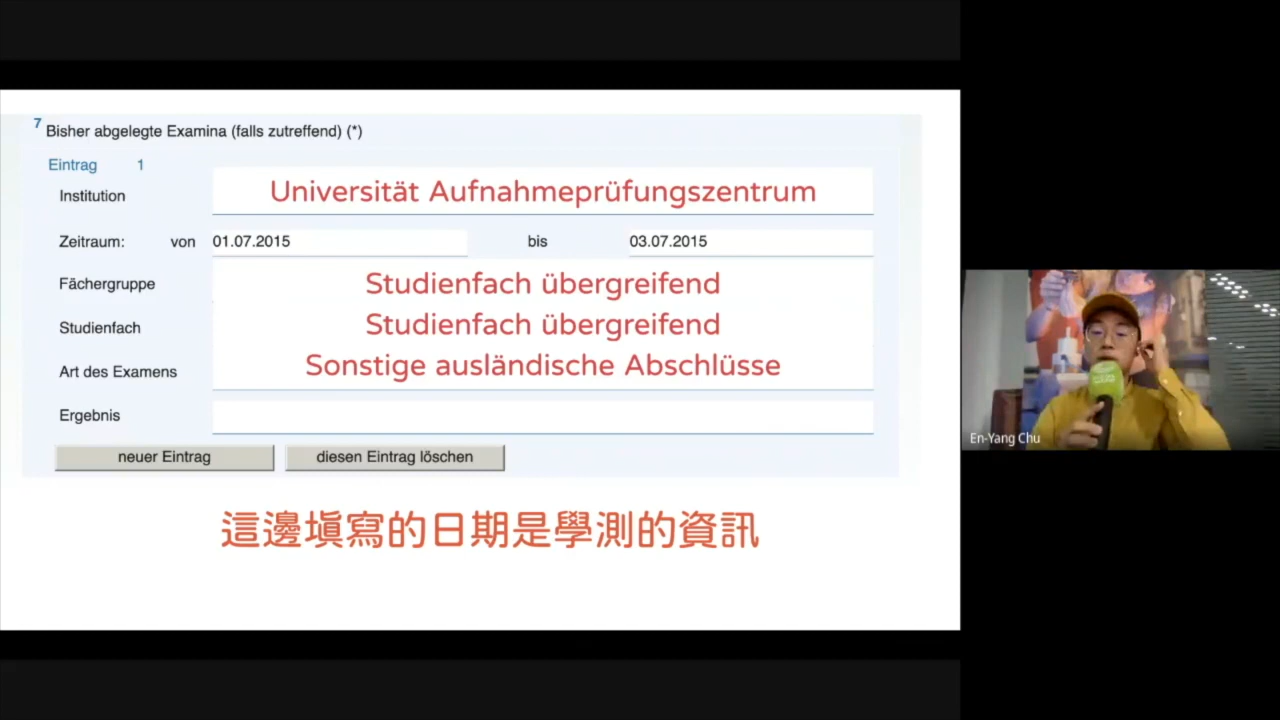 7 Bisher abgelegte Examina (falls zutreffend) (*)
Eintrag 1
Institution Universität Aufnahmeprüfungszentrum
Zeitraum: von 01.07.2015 bis 03.07.2015
Fächergruppe Studienfach übergreifend
Studienfach Studienfach übergreifend
Art des Examens Sonstige ausländische Abschlüsse
Ergebnis
neuer Eintrag diesen Eintrag löschen
這邊填寫的日期是學測的資訊
En-Yang Chu